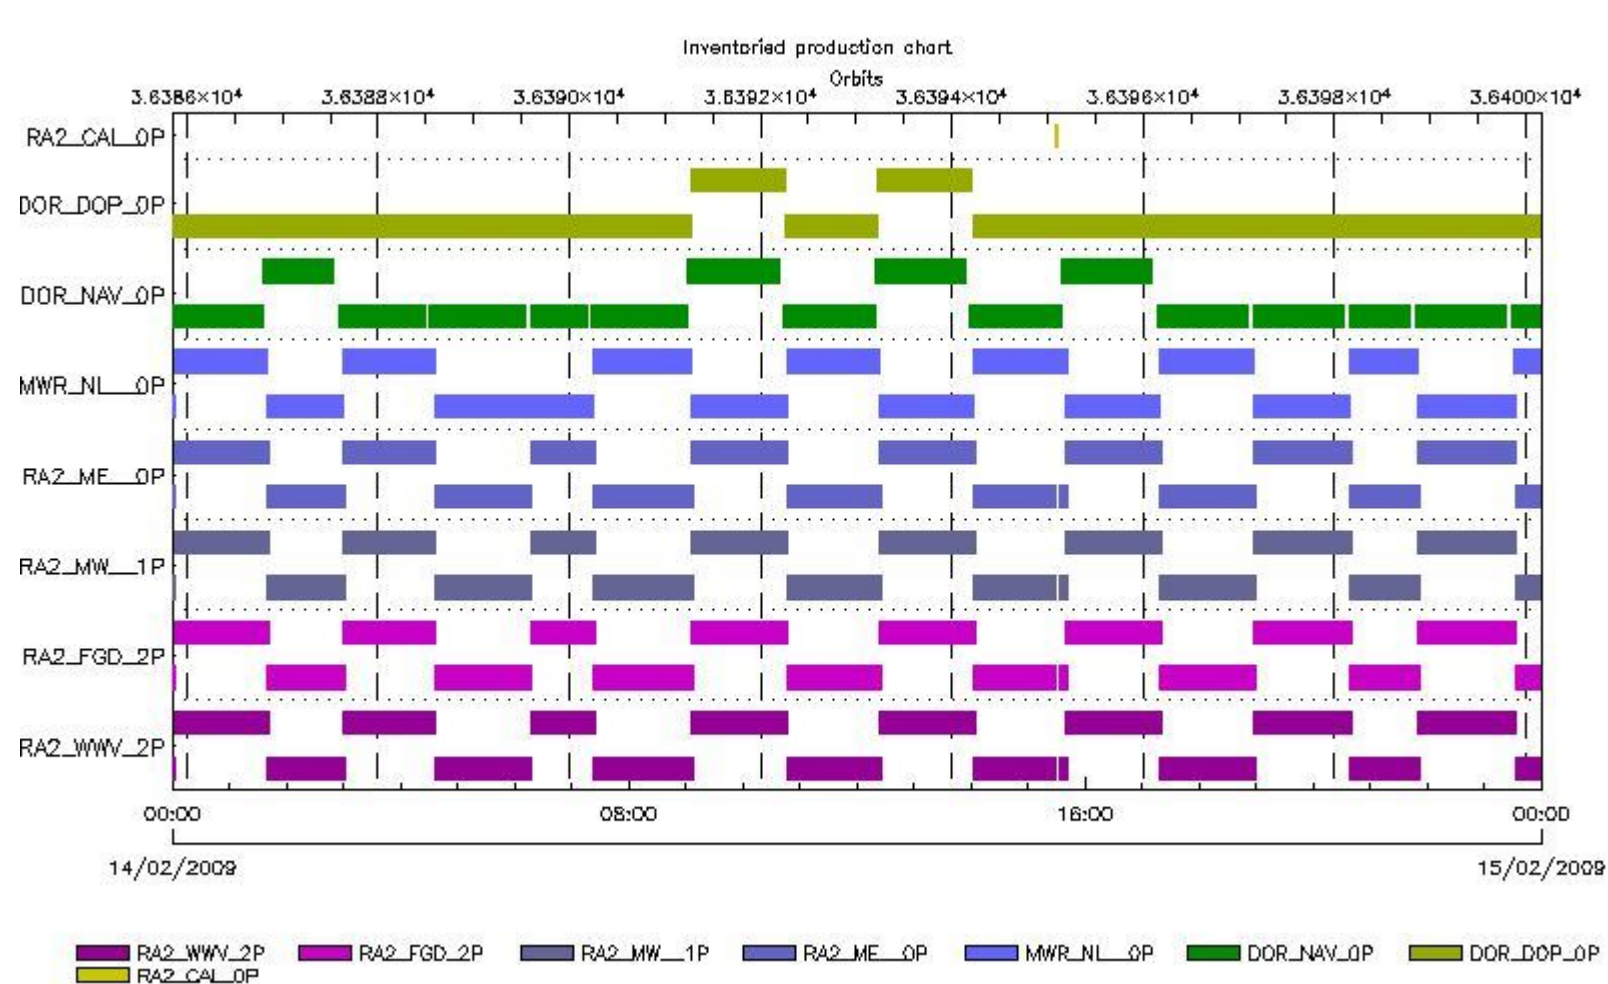 Inventoried production chart
Orbits
3.6386×10⁴ 3.6388×10⁴ 3.6390×10⁴ 3.6392×10⁴ 3.6394×10⁴ 3.6396×10⁴ 3.6398×10⁴ 3.6400×10⁴
RA2_CAL_0P
DOR_DOP_0P
DOR_NAV_0P
MWR_NL__0P
RA2_ME__0P
RA2_MW__1P
RA2_FGD_2P
RA2_WWV_2P
00:00 08:00 16:00 00:00
14/02/2009 15/02/2009
RA2_WWV_2P RA2_FGD_2P RA2_MW__1P RA2_ME__0P MWR_NL__0P DOR_NAV_0P DOR_DOP_0P
RA2_CAL_0P